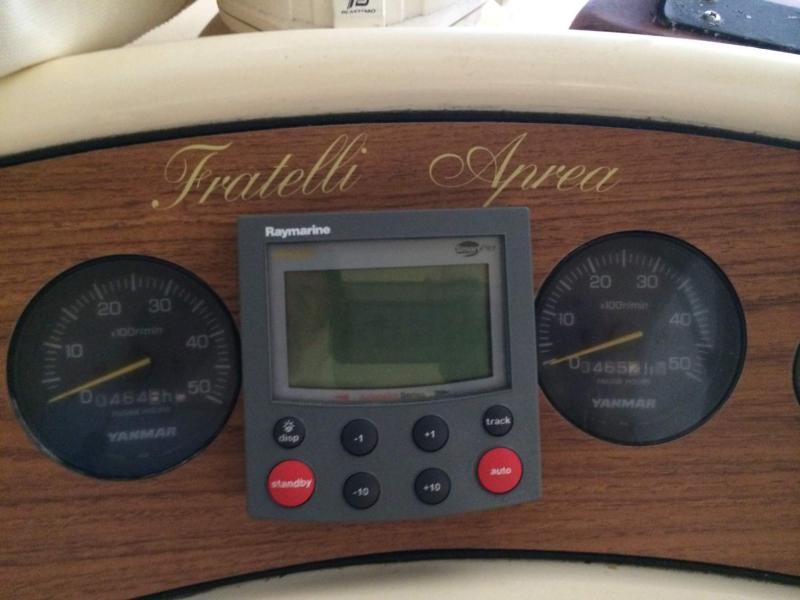 PLASTIMO
Fratelli Aprea
Raymarine
10 20 30 40 50 0
x100r/min
YANMAR
disp
-1
+1
track
standby
-10
+10
auto
0 10 20 30 40 50
x100r/min
YANMAR